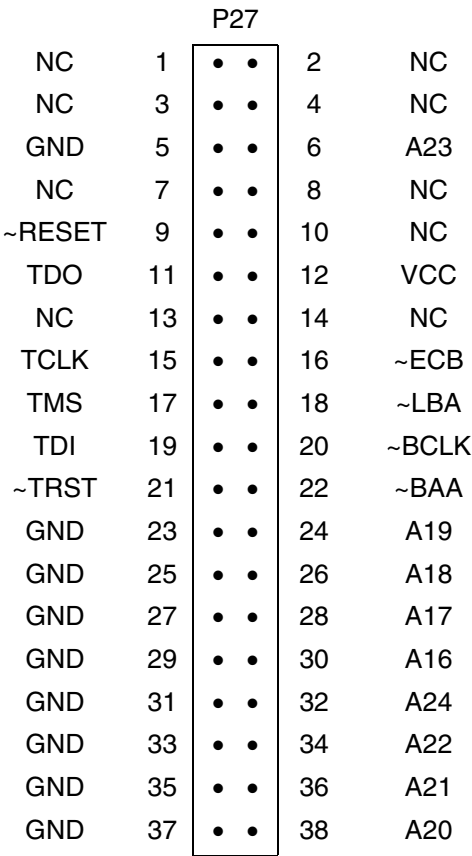 P27
NC 1 2 NC
NC 3 4 NC
GND 5 6 A23
NC 7 8 NC
~RESET 9 10 NC
TDO 11 12 VCC
NC 13 14 NC
TCLK 15 16 ~ECB
TMS 17 18 ~LBA
TDI 19 20 ~BCLK
~TRST 21 22 ~BAA
GND 23 24 A19
GND 25 26 A18
GND 27 28 A17
GND 29 30 A16
GND 31 32 A24
GND 33 34 A22
GND 35 36 A21
GND 37 38 A20